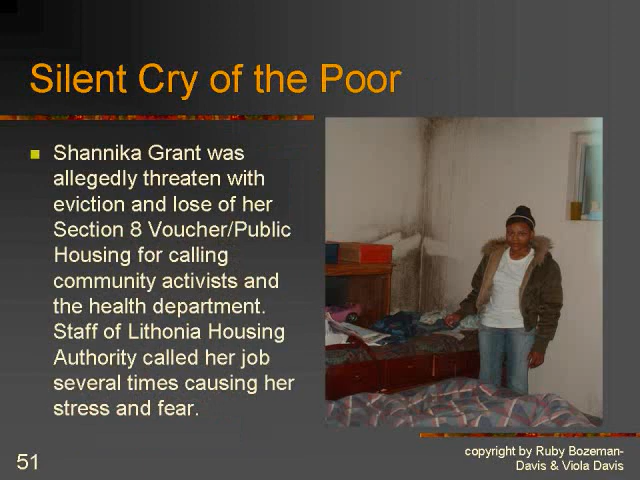 Silent Cry of the Poor
Shannika Grant was
allegedly threaten with
eviction and lose of her
Section 8 Voucher/Public
Housing for calling
community activists and
the health department.
Staff of Lithonia Housing
Authority called her job
several times causing her
stress and fear.
51
copyright by Ruby Bozeman-
Davis & Viola Davis